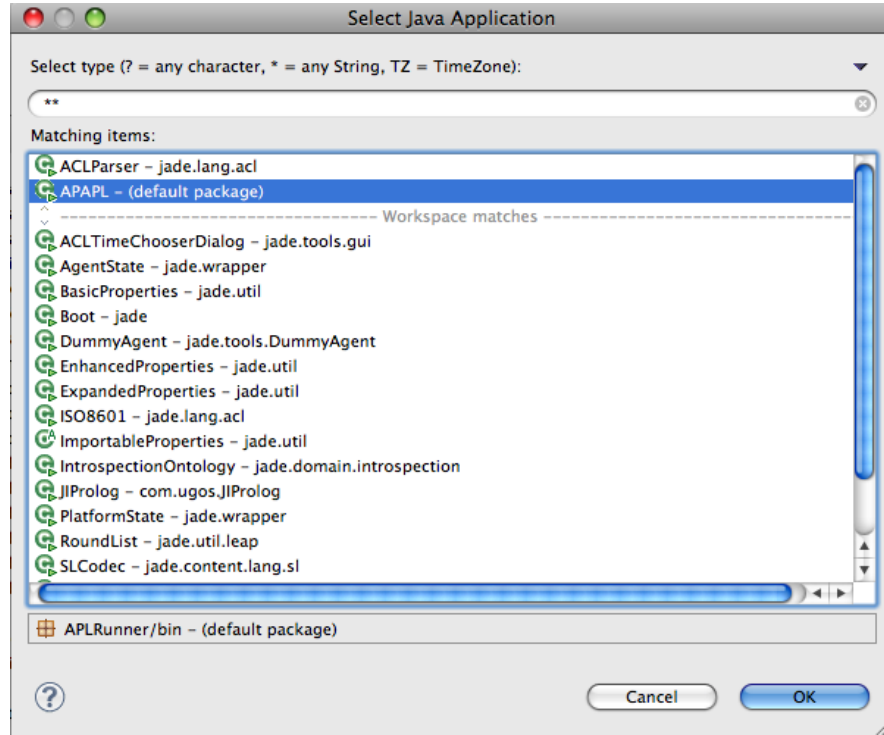 Select Java Application
Select type (? = any character, * = any String, TZ = TimeZone):
**
Matching items:
ACLParser – jade.lang.acl
APAPL – (default package)
---------------------------------- Workspace matches ----------------------------------
ACLTimeChooserDialog – jade.tools.gui
AgentState – jade.wrapper
BasicProperties – jade.util
Boot – jade
DummyAgent – jade.tools.DummyAgent
EnhancedProperties – jade.util
ExpandedProperties – jade.util
ISO8601 – jade.lang.acl
ImportableProperties – jade.util
IntrospectionOntology – jade.domain.introspection
JIProlog – com.ugos.JIProlog
PlatformState – jade.wrapper
RoundList – jade.util.leap
SLCodec – jade.content.lang.sl
APLRunner/bin – (default package)
?
Cancel
OK